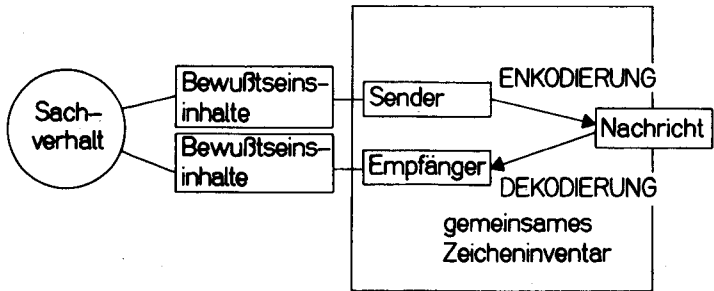 Sach-
verhalt
Bewußtseins-
inhalte
Bewußtseins-
inhalte
Sender
Empfänger
ENKODIERUNG
Nachricht
DEKODIERUNG
gemeinsames
Zeicheninventar